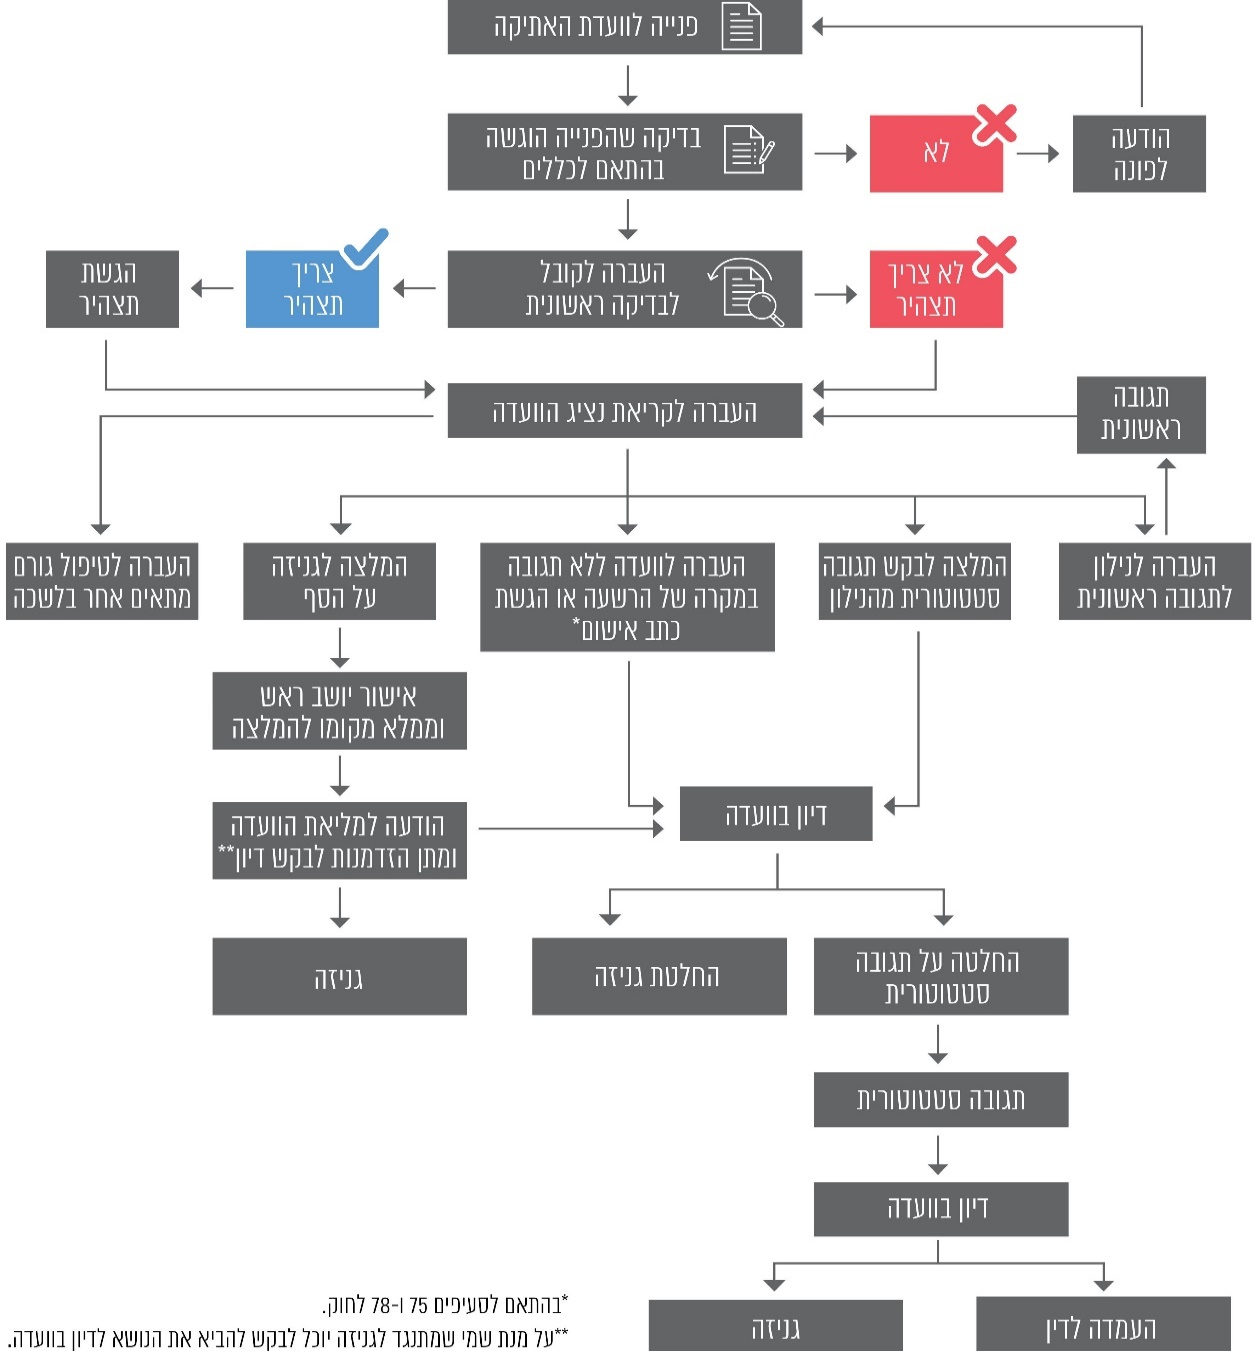 פנייה לוועדת האתיקה
בדיקה שהפנייה הוגשה
בהתאם לכללים
לא
הודעה
לפונה
העברה לקובל
לבדיקה ראשונית
לא צריך
תצהיר
צריך
תצהיר
הגשת
תצהיר
העברה לקריאת נציג הוועדה
תגובה
ראשונית
העברה לנילון
לתגובה ראשונית
המלצה לבקש תגובה
סטטוטורית מהנילון
העברה לוועדה ללא תגובה
במקרה של הרשעה או הגשת
כתב אישום*
המלצה לגניזה
על הסף
העברה לטיפול גורם
מתאים אחר בלשכה
אישור יושב ראש
וממלא מקומו להמלצה
דיון בוועדה
הודעה למליאת הוועדה
ומתן הזדמנות לבקש דיון**
החלטה על תגובה
סטטוטורית
החלטת גניזה
גניזה
תגובה סטטוטורית
דיון בוועדה
העמדה לדין
גניזה
*בהתאם לסעיפים 75 ו-78 לחוק.
**על מנת שמי שמתנגד לגניזה יוכל לבקש להביא את הנושא לדיון בוועדה.